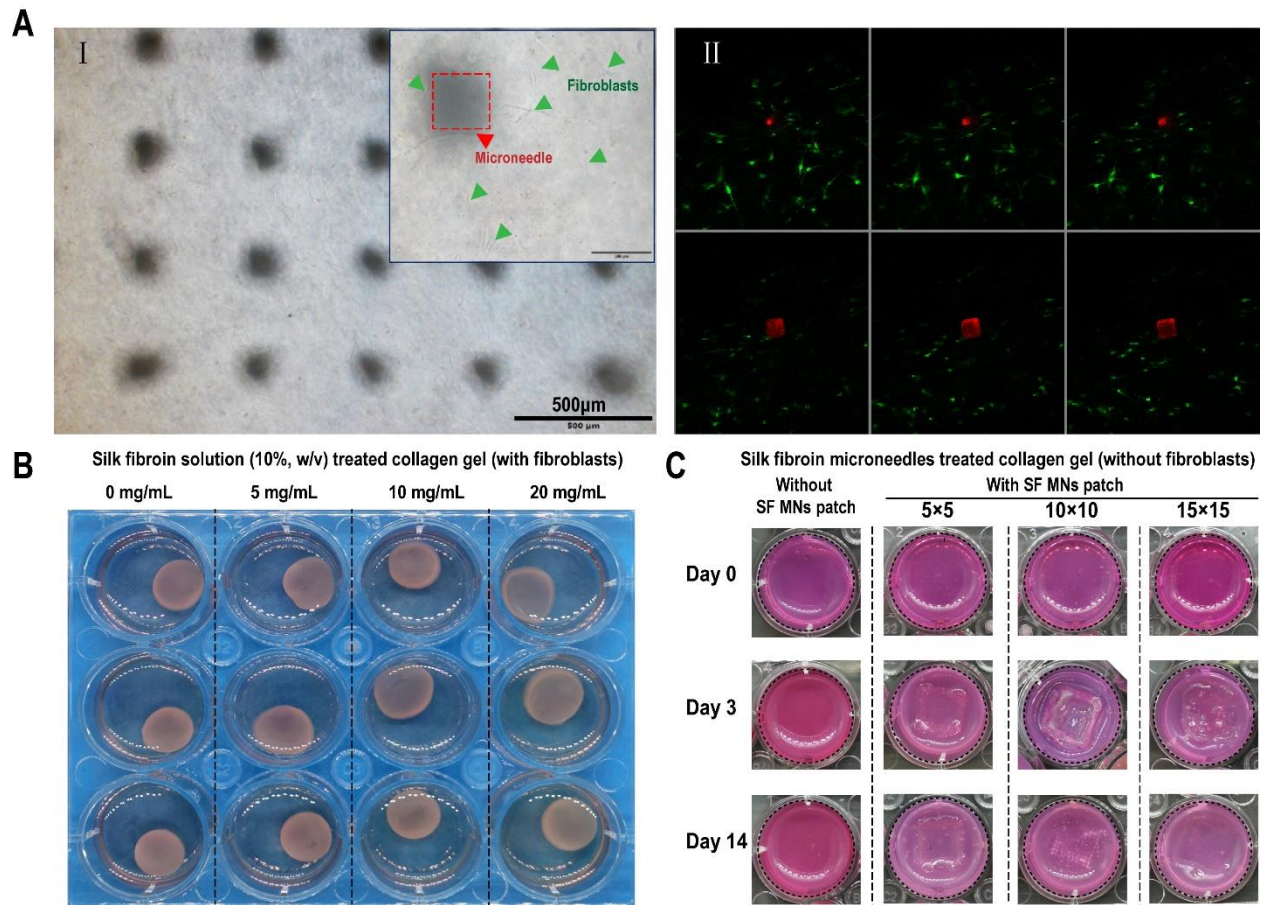 A
I
Fibroblasts
Microneedle
500µm
500 µm
II
B
Silk fibroin solution (10%, w/v) treated collagen gel (with fibroblasts)
0 mg/mL
5 mg/mL
10 mg/mL
20 mg/mL
C
Silk fibroin microneedles treated collagen gel (without fibroblasts)
Without
SF MNs patch
With SF MNs patch
5×5
10×10
15×15
Day 0
Day 3
Day 14